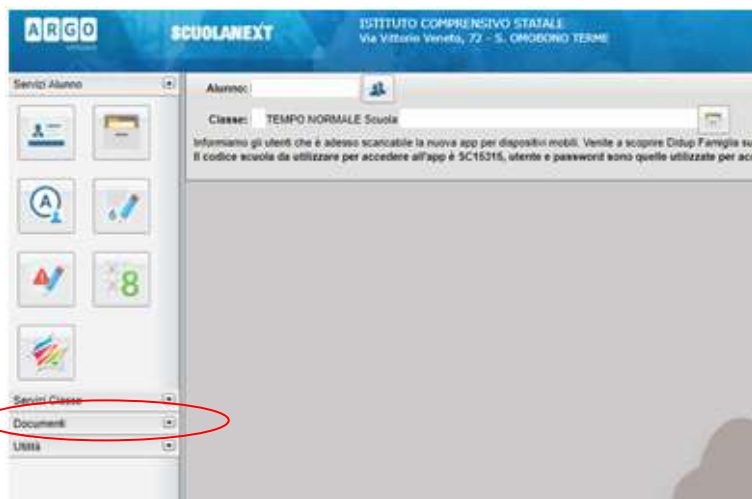 ARGO
SCUOLANEXT
ISTITUTO COMPRENSIVO STATALE
Via Vittorio Veneto, 72 - S. OMOBONO TERME
Servizi Alunno
Alunno:
Classe: TEMPO NORMALE Scuola
Informiamo gli utenti che è adesso scaricabile la nuova app per dispositivi mobili. Venite a scoprire Didup Famiglia su
Il codice scuola da utilizzare per accedere all'app è SC15315, utente e password sono quelle utilizzate per acc
A
8
Servizi Classe
Documenti
Utilità